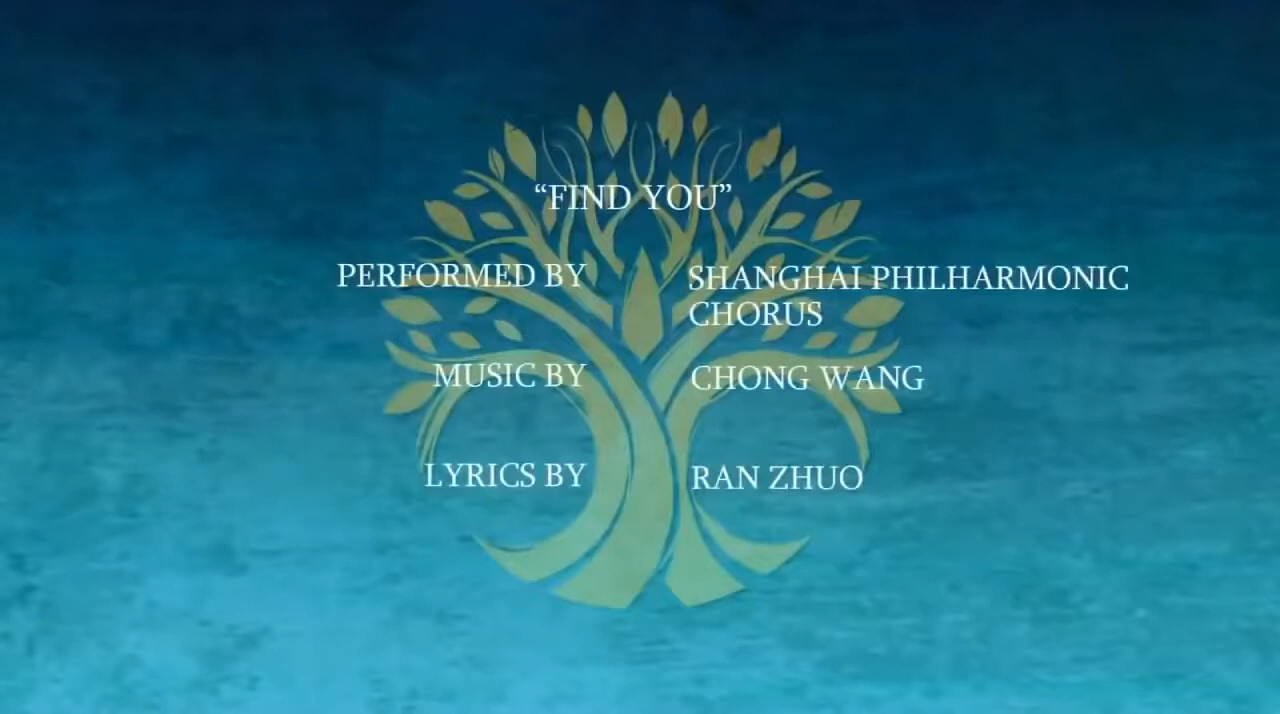 “FIND YOU”
PERFORMED BY SHANGHAI PHILHARMONIC
CHORUS
MUSIC BY CHONG WANG
LYRICS BY RAN ZHUO